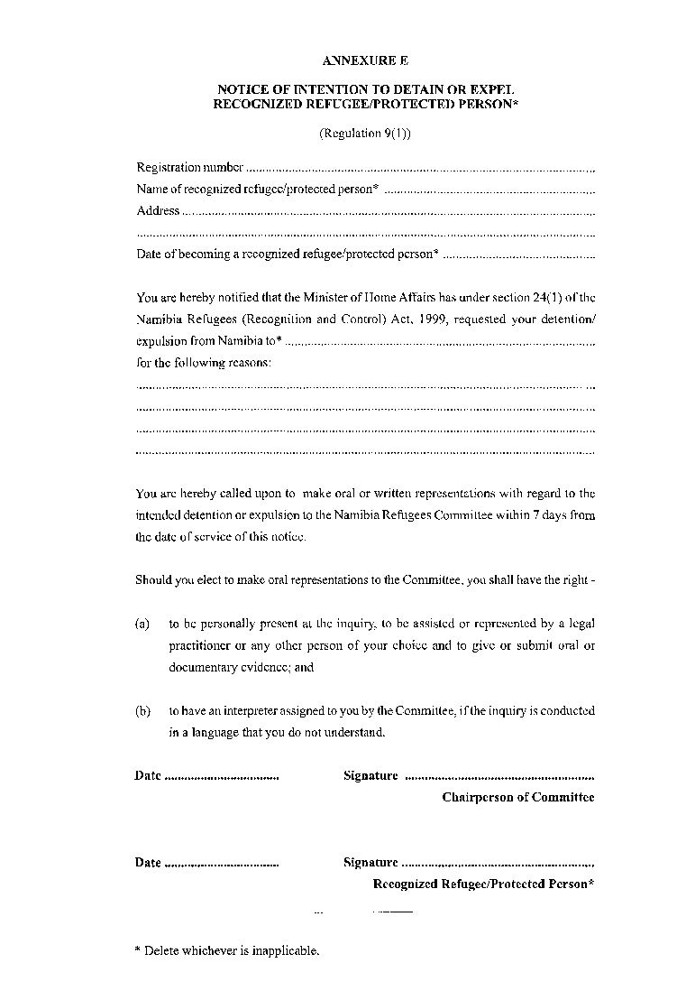 ANNEXURE E
NOTICE OF INTENTION TO DETAIN OR EXPEL
RECOGNIZED REFUGEE/PROTECTED PERSON*
(Regulation 9(1))
Registration number ....................................................................................................................
Name of recognized refugee/protected person* ......................................................................
Address .........................................................................................................................................
.........................................................................................................................................................
Date of becoming a recognized refugee/protected person* ...................................................
You are hereby notified that the Minister of Home Affairs has under section 24(1) of the
Namibia Refugees (Recognition and Control) Act, 1999, requested your detention/
expulsion from Namibia to* .......................................................................................................
for the following reasons:
.........................................................................................................................................................
.........................................................................................................................................................
.........................................................................................................................................................
.........................................................................................................................................................
You are hereby called upon to make oral or written representations with regard to the
intended detention or expulsion to the Namibia Refugees Committee within 7 days from
the date of service of this notice.
Should you elect to make oral representations to the Committee, you shall have the right -
(a) to be personally present at the inquiry, to be assisted or represented by a legal
practitioner or any other person of your choice and to give or submit oral or
documentary evidence; and
(b) to have an interpreter assigned to you by the Committee, if the inquiry is conducted
in a language that you do not understand.
Date ................................... Signature ..........................................................
Chairperson of Committee
Date ................................... Signature ...........................................................
Recognized Refugee/Protected Person*
* Delete whichever is inapplicable.